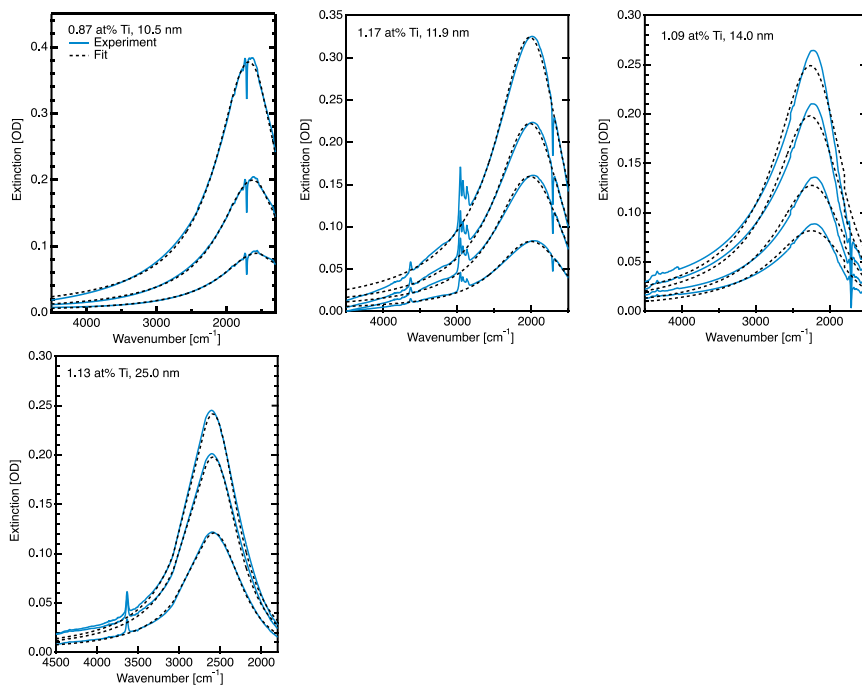 0.87 at% Ti, 10.5 nm
Experiment
Fit
0.4
0.3
0.2
0.1
0.0
Extinction [OD]
4000 3000 2000
Wavenumber [cm-1]
1.17 at% Ti, 11.9 nm
0.35
0.30
0.25
0.20
0.15
0.10
0.05
0.00
Extinction [OD]
4000 3000 2000
Wavenumber [cm-1]
1.09 at% Ti, 14.0 nm
0.30
0.25
0.20
0.15
0.10
0.05
0.00
Extinction [OD]
4000 3000 2000
Wavenumber [cm-1]
1.13 at% Ti, 25.0 nm
0.30
0.25
0.20
0.15
0.10
0.05
0.00
Extinction [OD]
4500 4000 3500 3000 2500 2000
Wavenumber [cm-1]